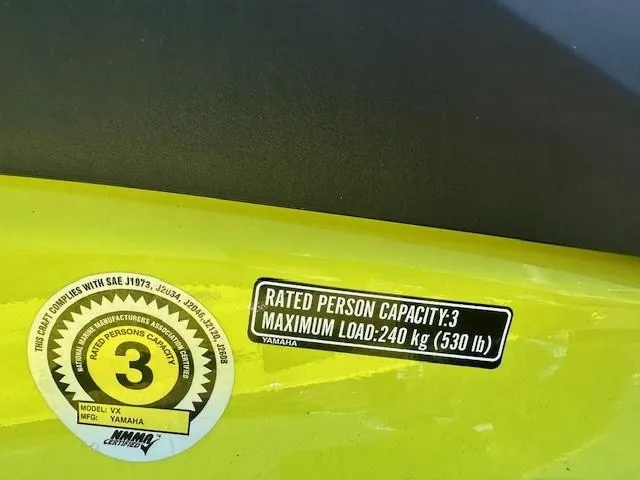 THIS CRAFT COMPLIES WITH SAE J1973, J2034, J2046, J2120, J2608
NATIONAL MARINE MANUFACTURERS ASSOCIATION CERTIFIED
RATED PERSONS CAPACITY
3
MODEL: VX
MFG: YAMAHA
NMMA
CERTIFIED
RATED PERSON CAPACITY:3
MAXIMUM LOAD:240 kg (530 lb)
YAMAHA